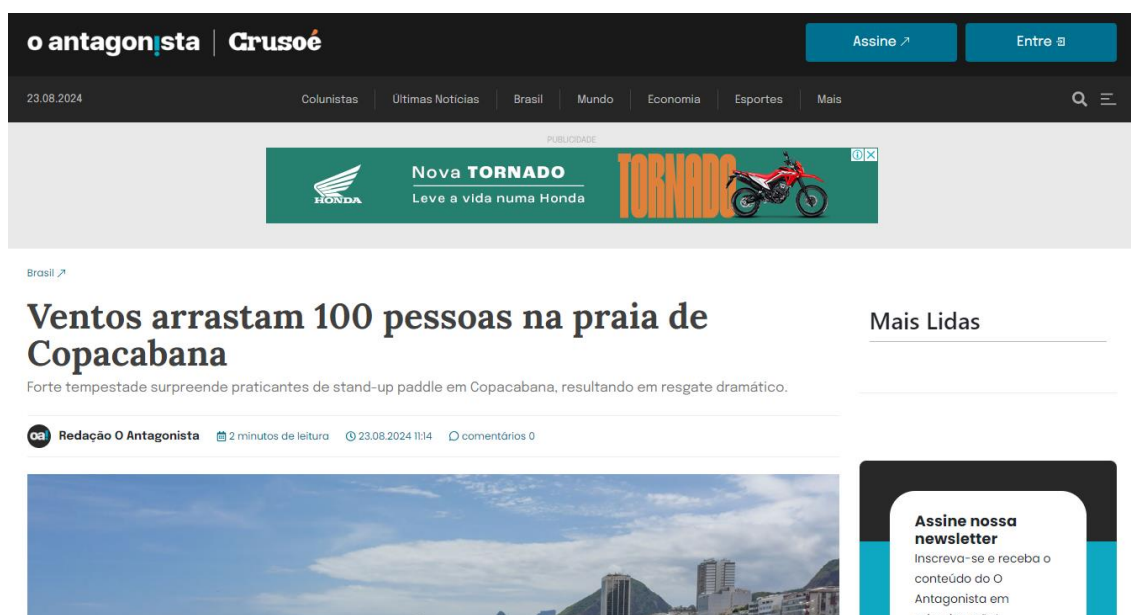 o antagonista | Crusoé
Assine ↗
Entre
23.08.2024
Colunistas
Últimas Notícias
Brasil
Mundo
Economia
Esportes
Mais
PUBLICIDADE
HONDA
Nova TORNADO
Leve a vida numa Honda
TORNADO
Brasil ↗
Ventos arrastam 100 pessoas na praia de
Copacabana
Forte tempestade surpreende praticantes de stand-up paddle em Copacabana, resultando em resgate dramático.
oa!
Redação O Antagonista
2 minutos de leitura
23.08.2024 11:14
comentários 0
Mais Lidas
Assine nossa
newsletter
Inscreva-se e receba o
conteúdo do O
Antagonista em